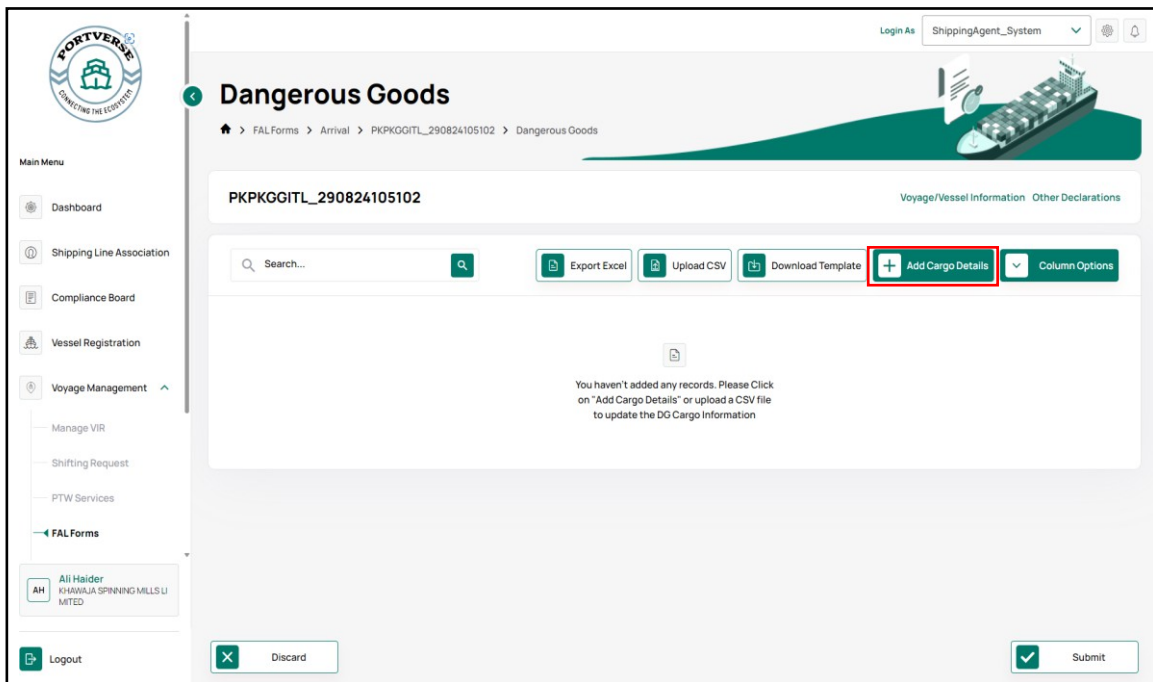 PORTVERSE
CONNECTING THE ECOSYSTEM
Login As ShippingAgent_System
Dangerous Goods
FAL Forms > Arrival > PKPKGGITL_290824105102 > Dangerous Goods
Main Menu
Dashboard
Shipping Line Association
Compliance Board
Vessel Registration
Voyage Management
Manage VIR
Shifting Request
PTW Services
FAL Forms
AH
Ali Haider
KHAWAJA SPINNING MILLS LI
MITED
Logout
PKPKGGITL_290824105102
Voyage/Vessel Information Other Declarations
Search...
Export Excel
Upload CSV
Download Template
Add Cargo Details
Column Options
You haven't added any records. Please Click
on "Add Cargo Details" or upload a CSV file
to update the DG Cargo Information
Discard
Submit